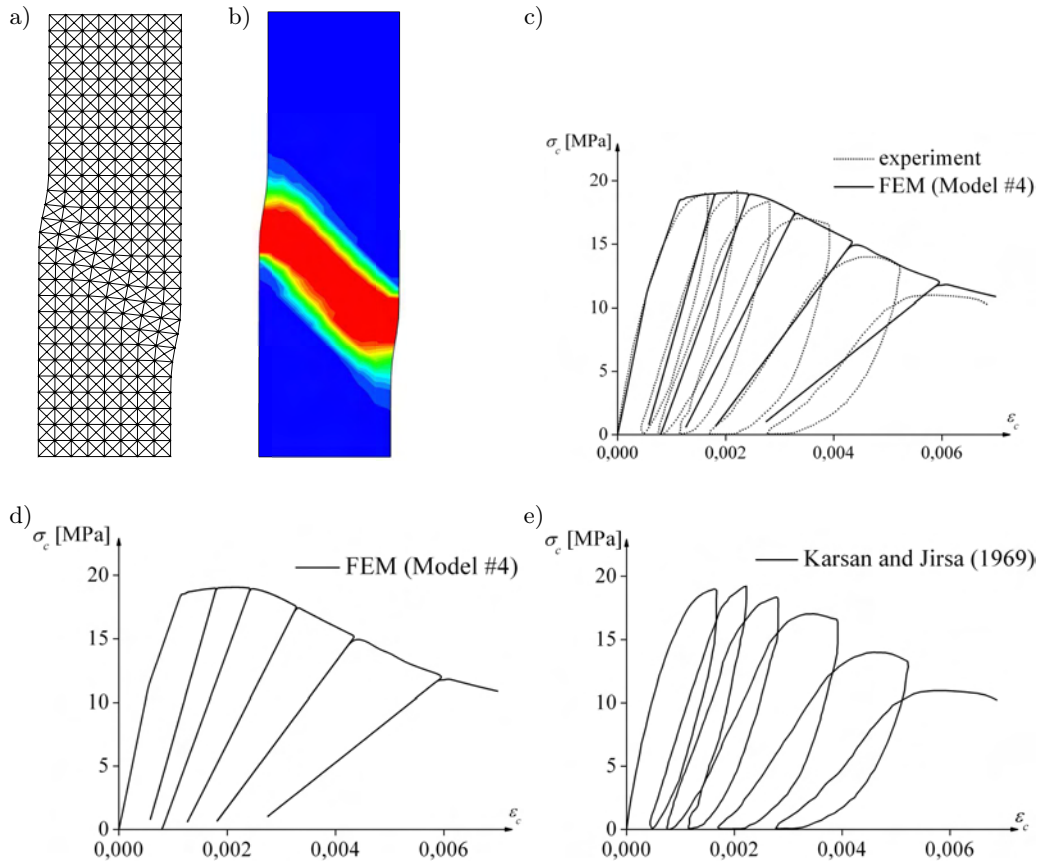 a)
b)
c)
σc [MPa]
experiment
FEM (Model #4)
20
15
10
5
0
εc
0,000
0,002
0,004
0,006
d)
σc [MPa]
FEM (Model #4)
20
15
10
5
0
εc
0,000
0,002
0,004
0,006
e)
σc [MPa]
Karsan and Jirsa (1969)
20
15
10
5
0
εc
0,000
0,002
0,004
0,006